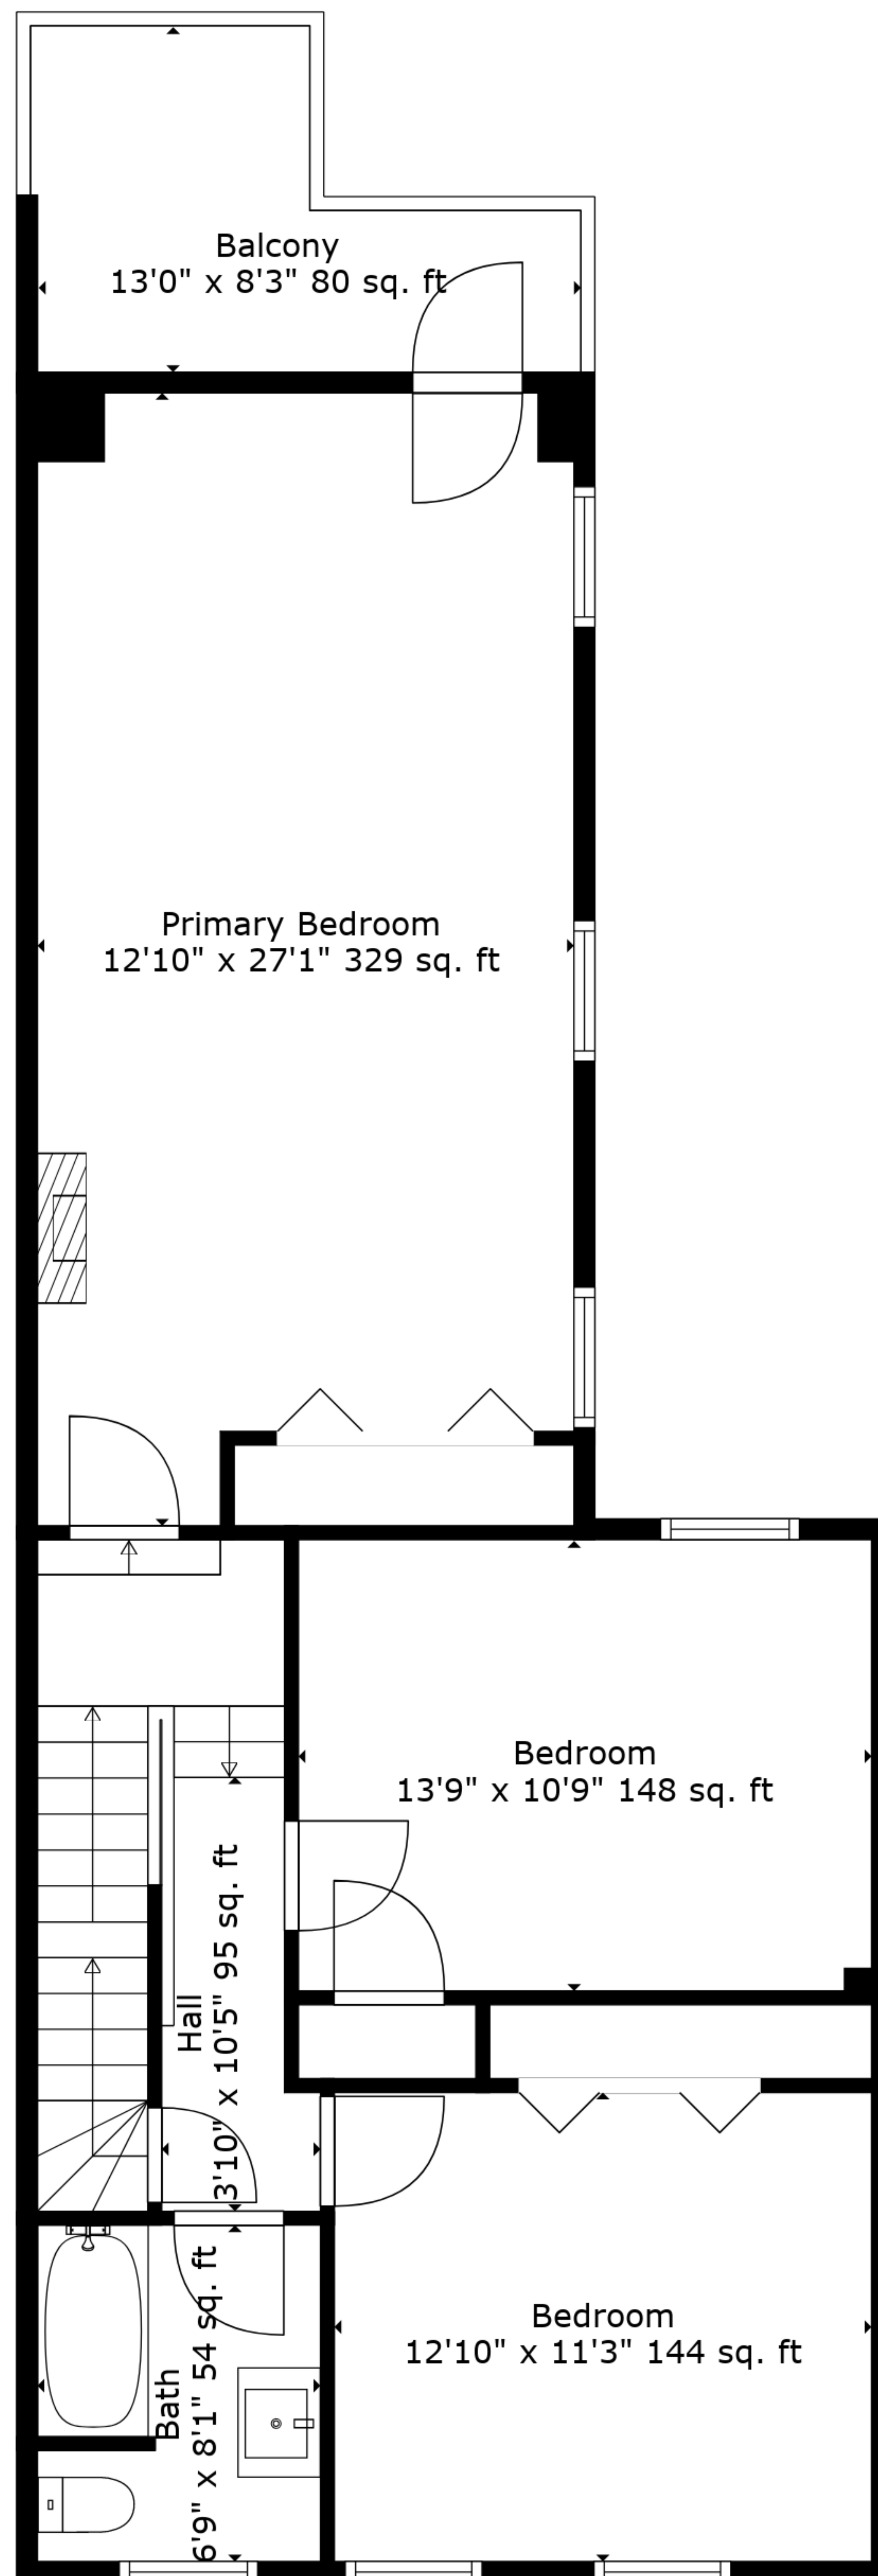 Balcony
13'0" x 8'3" 80 sq. ft
Primary Bedroom
12'10" x 27'1" 329 sq. ft
Bedroom
13'9" x 10'9" 148 sq. ft
Hall
3'10" x 10'5" 95 sq. ft
Bedroom
12'10" x 11'3" 144 sq. ft
Bath
6'9" x 8'1" 54 sq. ft